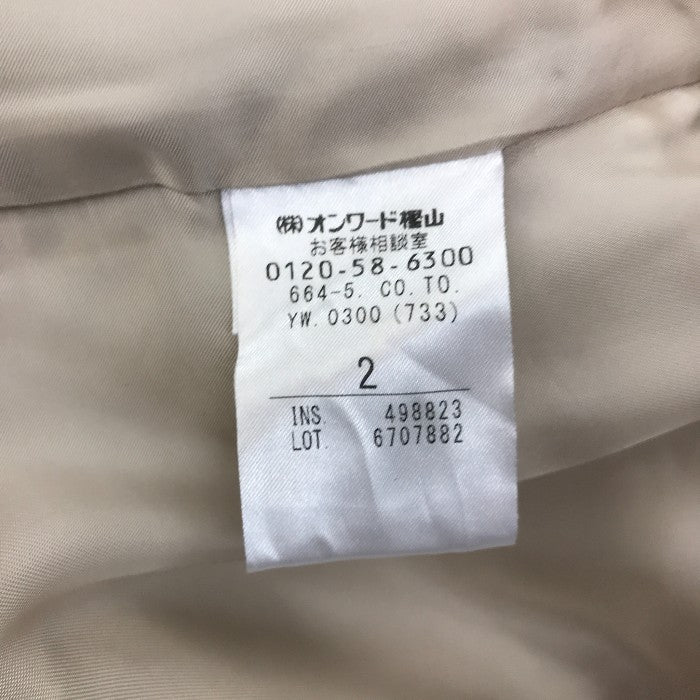 (株)オンワード樫山
お客様相談室
0120-58-6300
664-5. CO. TO.
YW. 0300 (733)
2
INS. 498823
LOT. 6707882